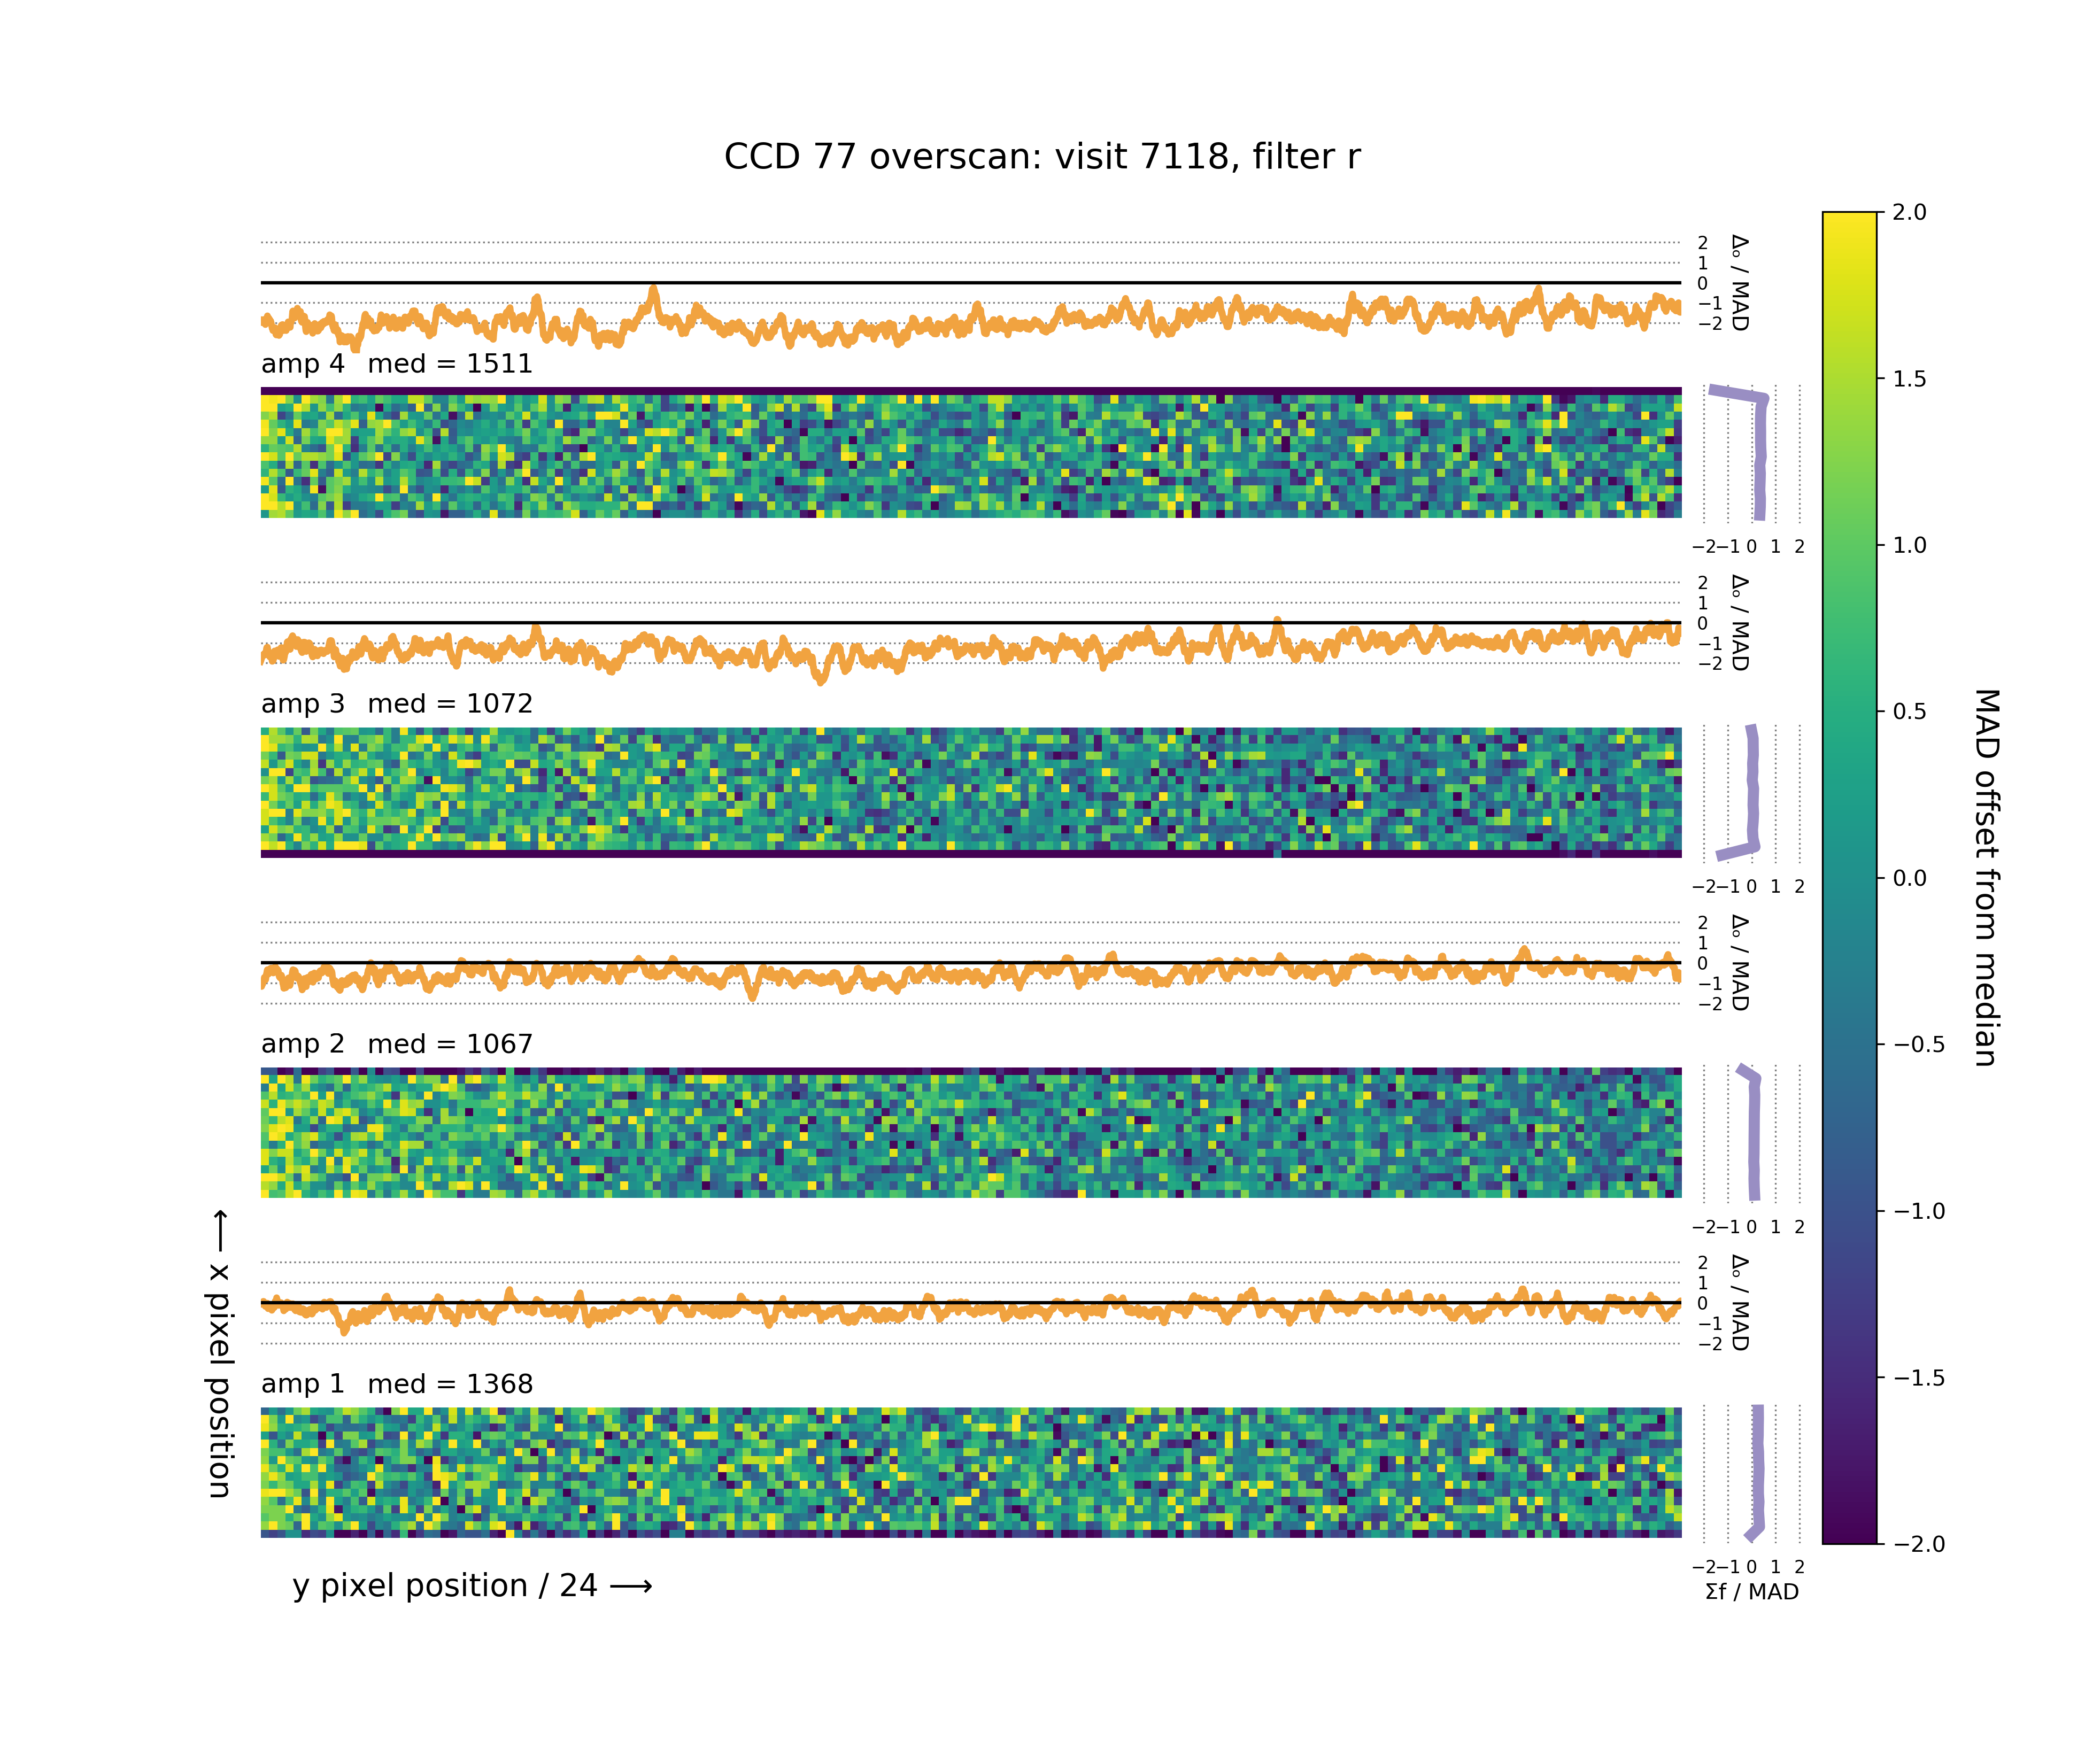 CCD 77 overscan: visit 7118, filter r
2
1
0
−1
−2
Δₒ / MAD
amp 4 med = 1511
−2 −1 0 1 2
2
1
0
−1
−2
Δₒ / MAD
amp 3 med = 1072
−2 −1 0 1 2
2
1
0
−1
−2
Δₒ / MAD
amp 2 med = 1067
−2 −1 0 1 2
2
1
0
−1
−2
Δₒ / MAD
amp 1 med = 1368
−2 −1 0 1 2
Σf / MAD
y pixel position / 24 ⟶
⟵ x pixel position
2.0
1.5
1.0
0.5
0.0
−0.5
−1.0
−1.5
−2.0
MAD offset from median